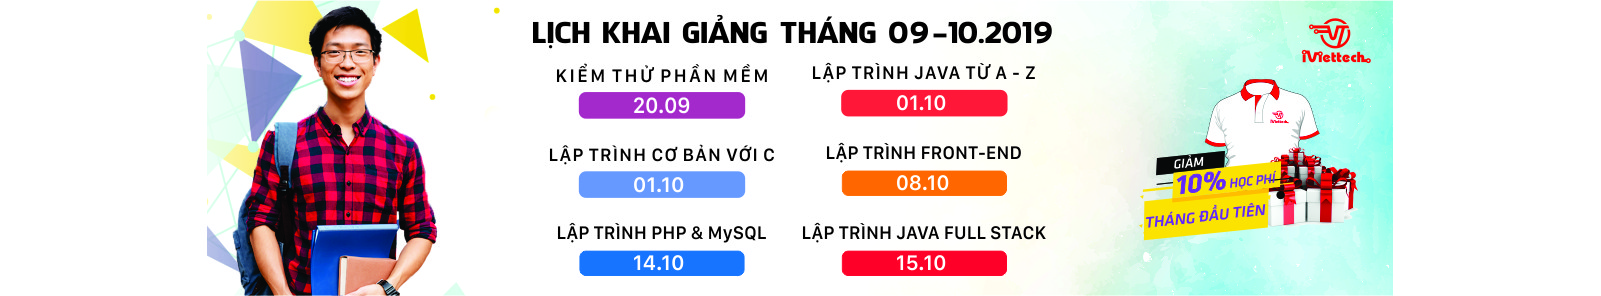 LỊCH KHAI GIẢNG THÁNG 09-10.2019
KIỂM THỬ PHẦN MỀM
20.09
LẬP TRÌNH JAVA TỪ A - Z
01.10
LẬP TRÌNH CƠ BẢN VỚI C
01.10
LẬP TRÌNH FRONT-END
08.10
LẬP TRÌNH PHP & MySQL
14.10
LẬP TRÌNH JAVA FULL STACK
15.10
iViettech
iViettech
GIẢM
10% HỌC PHÍ
THÁNG ĐẦU TIÊN